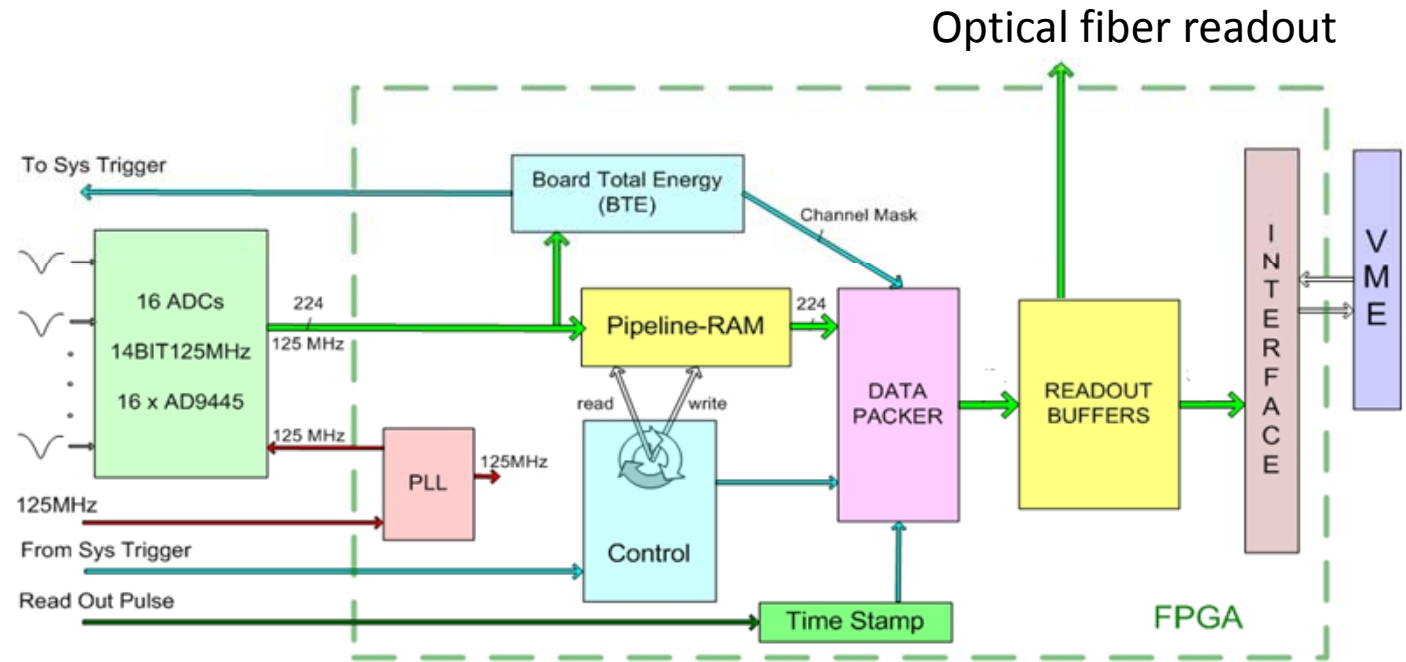 Optical fiber readout
To Sys Trigger
Board Total Energy
(BTE)
Channel Mask
16 ADCs
14BIT125MHz
16 x AD9445
224
125 MHz
Pipeline-RAM
224
read
write
DATA
PACKER
READOUT
BUFFERS
INTERFACE
VME
125 MHz
PLL
125MHz
125MHz
From Sys Trigger
Control
Read Out Pulse
Time Stamp
FPGA